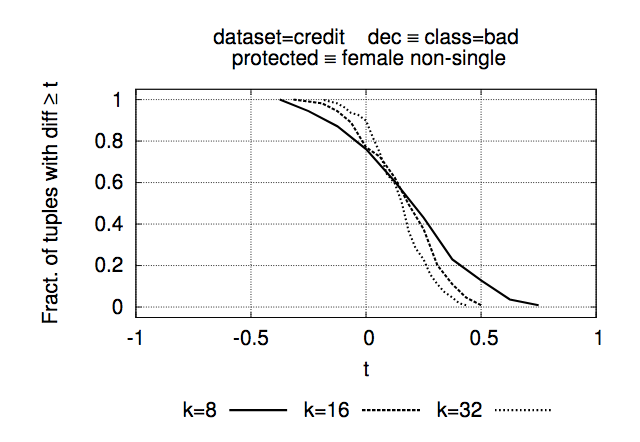 dataset=credit dec ≡ class=bad
protected ≡ female non-single
Fract. of tuples with diff ≥ t
1
0.8
0.6
0.4
0.2
0
-1
-0.5
0
0.5
1
t
k=8
k=16
k=32